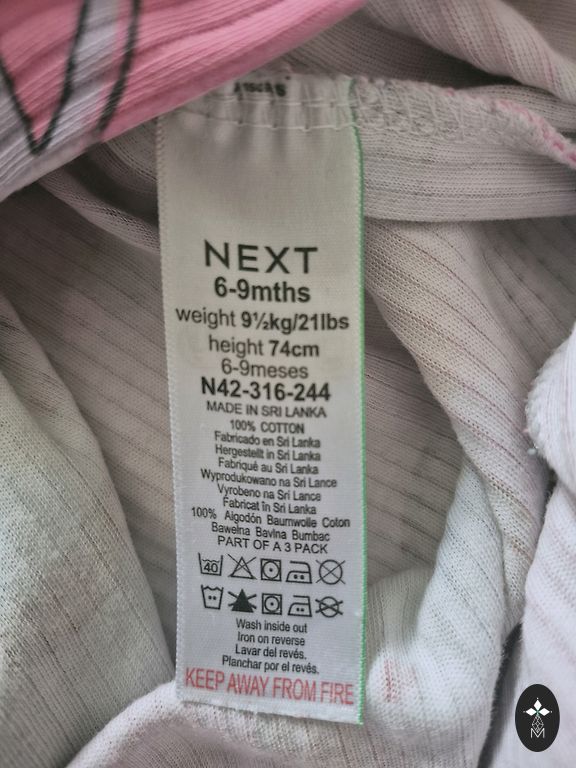 NEXT
6-9mths
weight 9½kg/21lbs
height 74cm
6-9meses
N42-316-244
MADE IN SRI LANKA
100% COTTON
Fabricado en Sri Lanka
Hergestellt in Sri Lanka
Fabriqué au Sri Lanka
Wyprodukowano na Sri Lance
Vyrobeno na Srí Lance
Fabricat în Sri Lanka
100% Algodón Baumwolle Coton
Bawełna Bavlna Bumbac
PART OF A 3 PACK
40
Wash inside out
Iron on reverse
Lavar del revés.
Planchar por el revés.
KEEP AWAY FROM FIRE
M